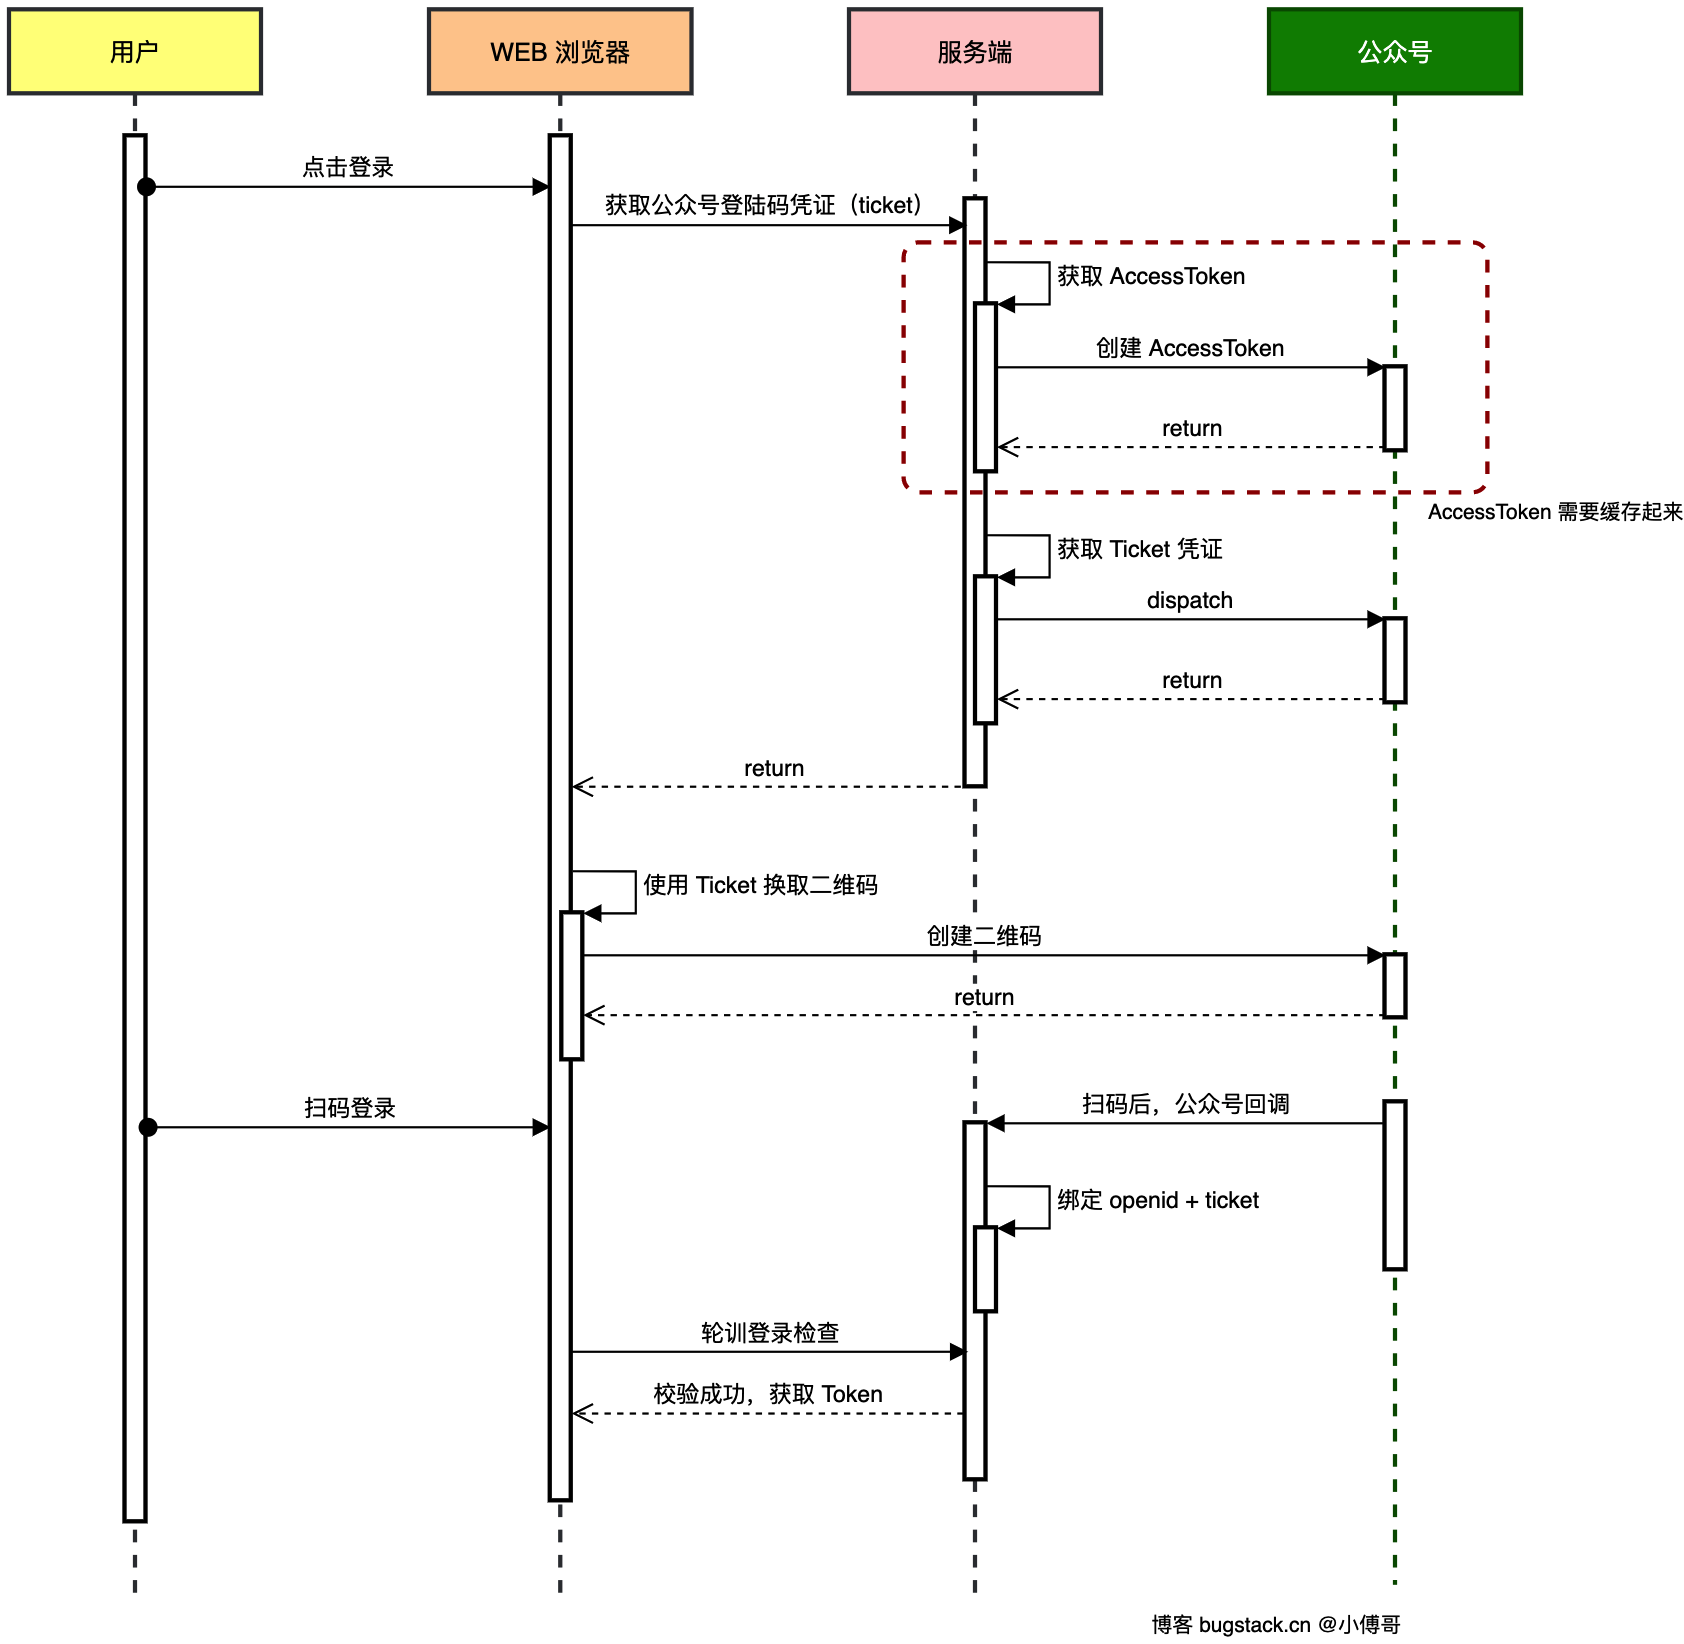 用户
WEB 浏览器
服务端
公众号
点击登录
获取公众号登陆码凭证（ticket）
获取 AccessToken
创建 AccessToken
return
AccessToken 需要缓存起来
获取 Ticket 凭证
dispatch
return
return
使用 Ticket 换取二维码
创建二维码
return
扫码登录
扫码后，公众号回调
绑定 openid + ticket
轮训登录检查
校验成功，获取 Token
博客 bugstack.cn @小傅哥